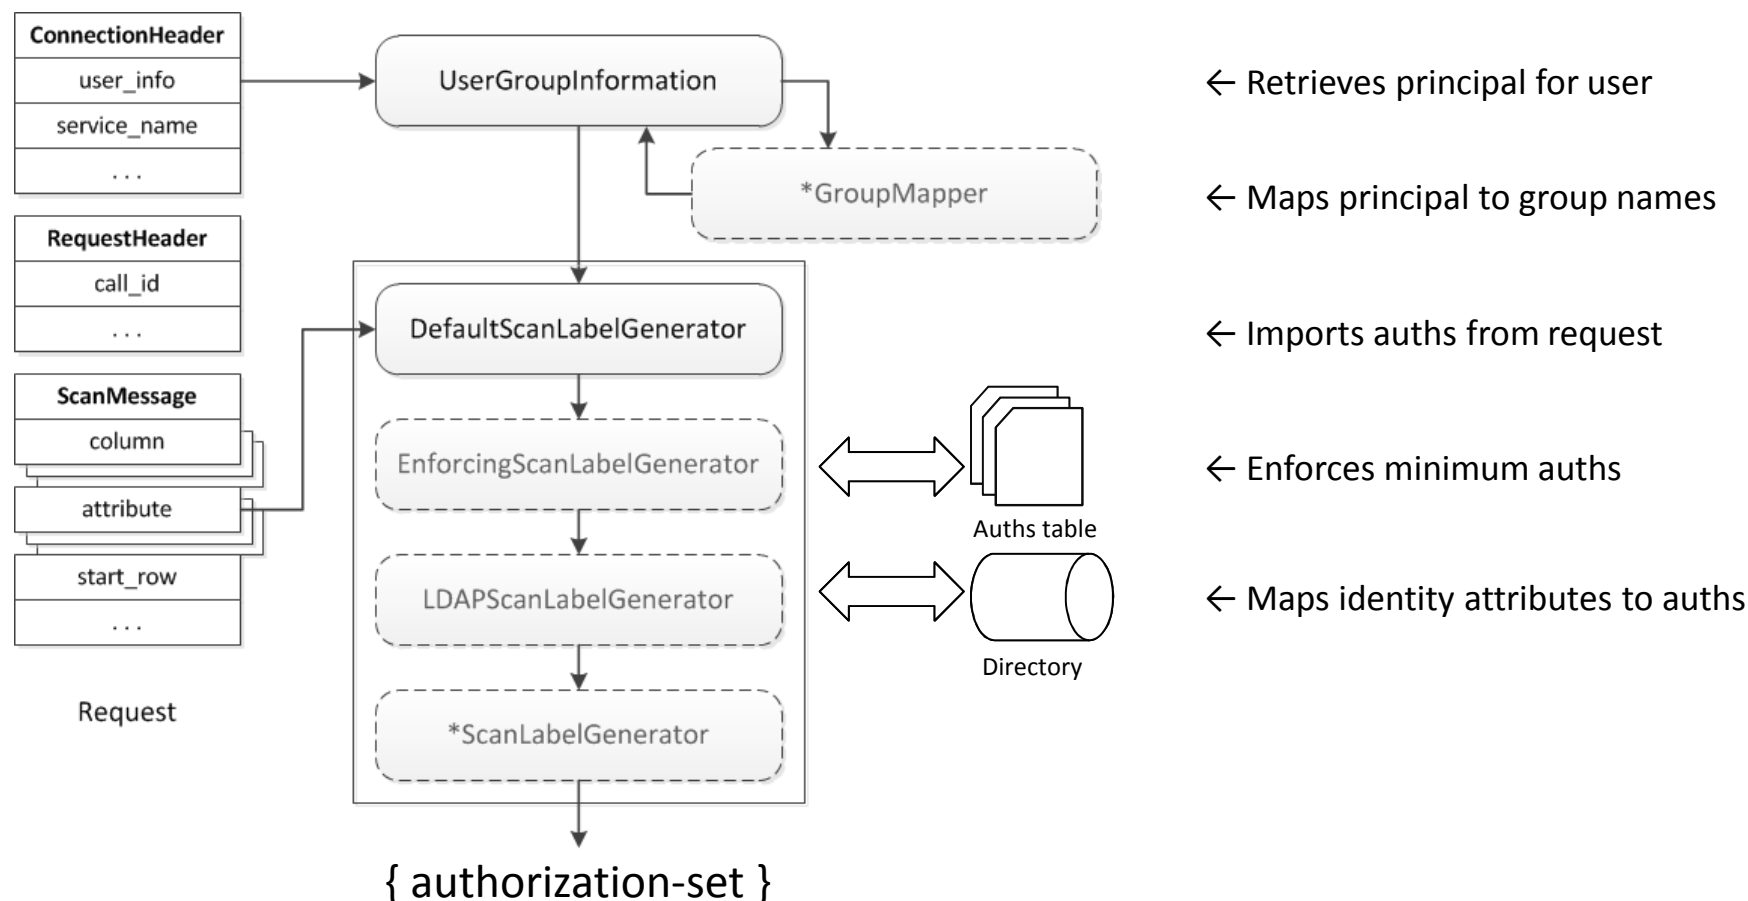 ConnectionHeader
user_info
service_name
. . .
RequestHeader
call_id
. . .
ScanMessage
column
attribute
start_row
. . .
Request
UserGroupInformation
*GroupMapper
DefaultScanLabelGenerator
EnforcingScanLabelGenerator
LDAPScanLabelGenerator
*ScanLabelGenerator
{ authorization-set }
Auths table
Directory
← Retrieves principal for user
← Maps principal to group names
← Imports auths from request
← Enforces minimum auths
← Maps identity attributes to auths